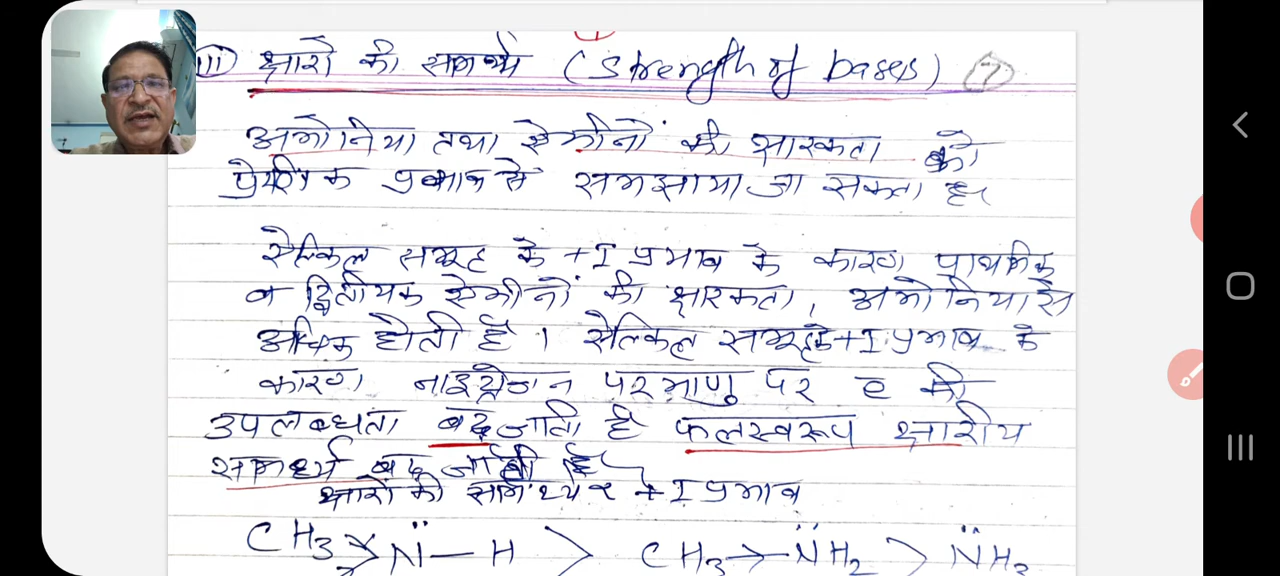 iii) क्षारों की सामर्थ्य (strength of bases) 7
अमोनिया तथा ऐमीनों की क्षारकता को
प्रेरणिक प्रभाव से समझाया जा सकता है।
ऐल्किल समूह के +I प्रभाव के कारण प्राथमिक
व द्वितीयक ऐमीनों की क्षारकता, अमोनिया से
अधिक होती है। ऐल्किल समूह के +I प्रभाव के
कारण नाइट्रोजन परमाणु पर e की
उपलब्धता बढ़ जाती है फलस्वरूप क्षारीय
सामर्थ्य बढ़ जाती है
क्षारों की सामर्थ्य ∝ +I प्रभाव
CH3 N̈—H > CH3→N̈H2 > N̈H3